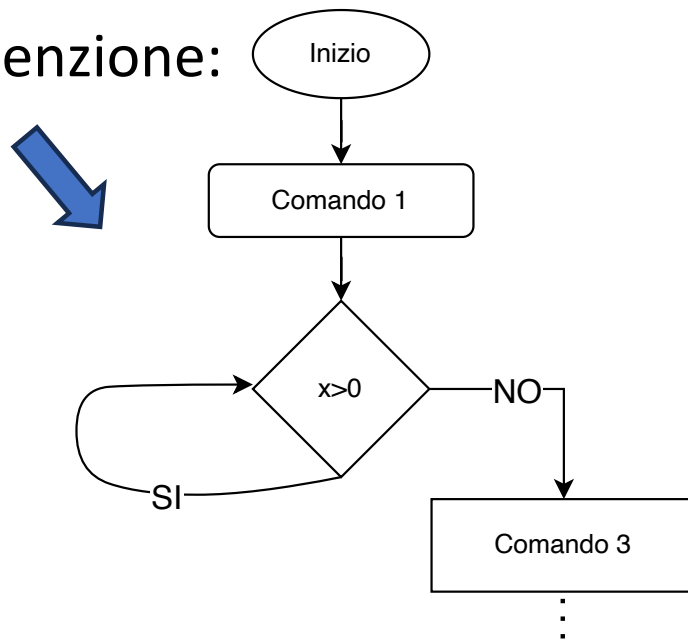 enzione:
Inizio
Comando 1
x>0
NO
SI
Comando 3